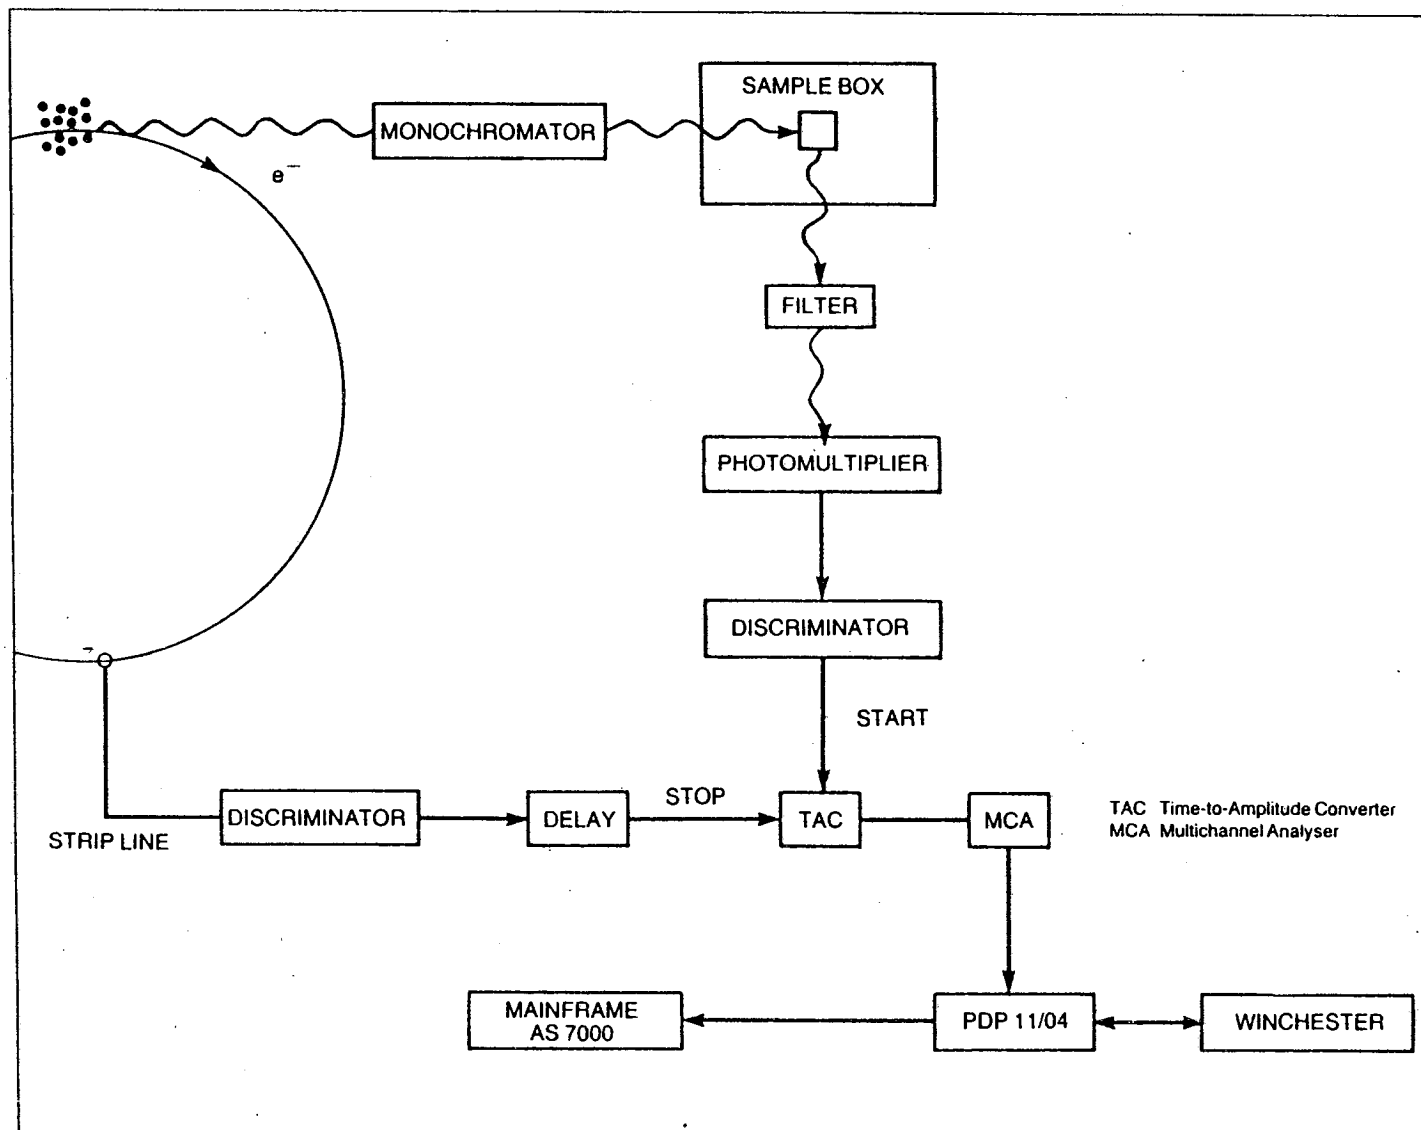 SAMPLE BOX
MONOCHROMATOR
e⁻
FILTER
PHOTOMULTIPLIER
DISCRIMINATOR
START
STOP
DISCRIMINATOR
DELAY
TAC
MCA
TAC Time-to-Amplitude Converter
MCA Multichannel Analyser
STRIP LINE
MAINFRAME
AS 7000
PDP 11/04
WINCHESTER